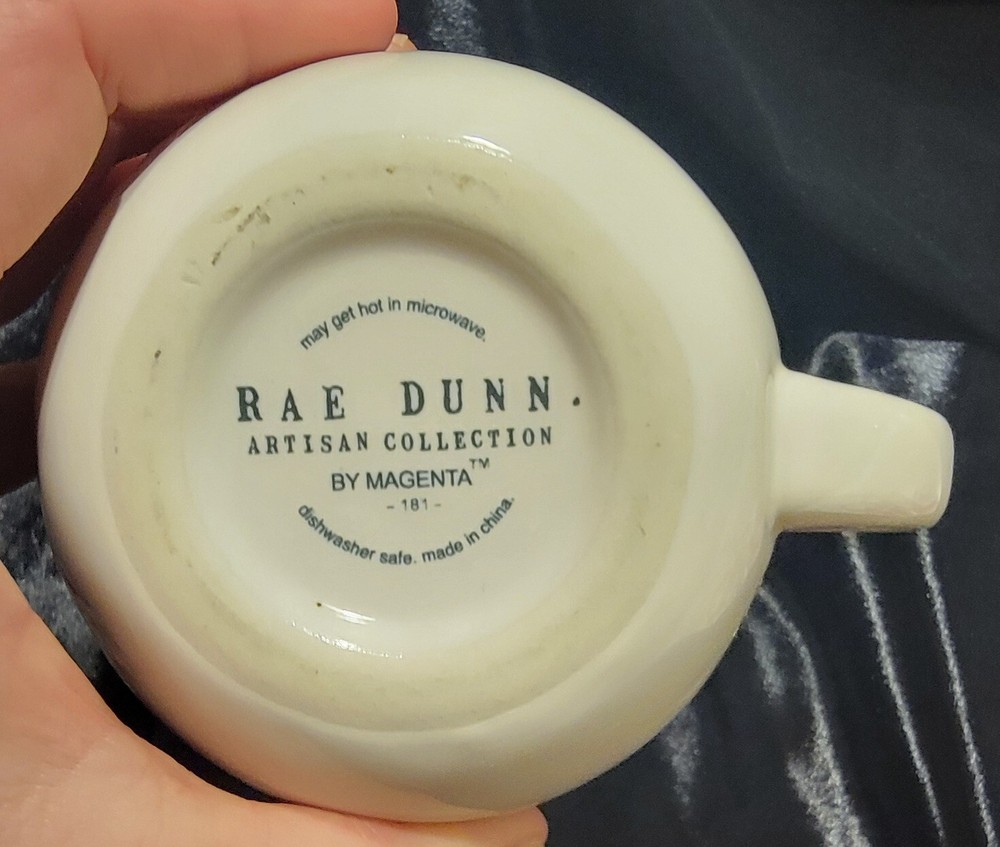 may get hot in microwave.
RAE DUNN.
ARTISAN COLLECTION
BY MAGENTA™
- 181 -
dishwasher safe. made in china.